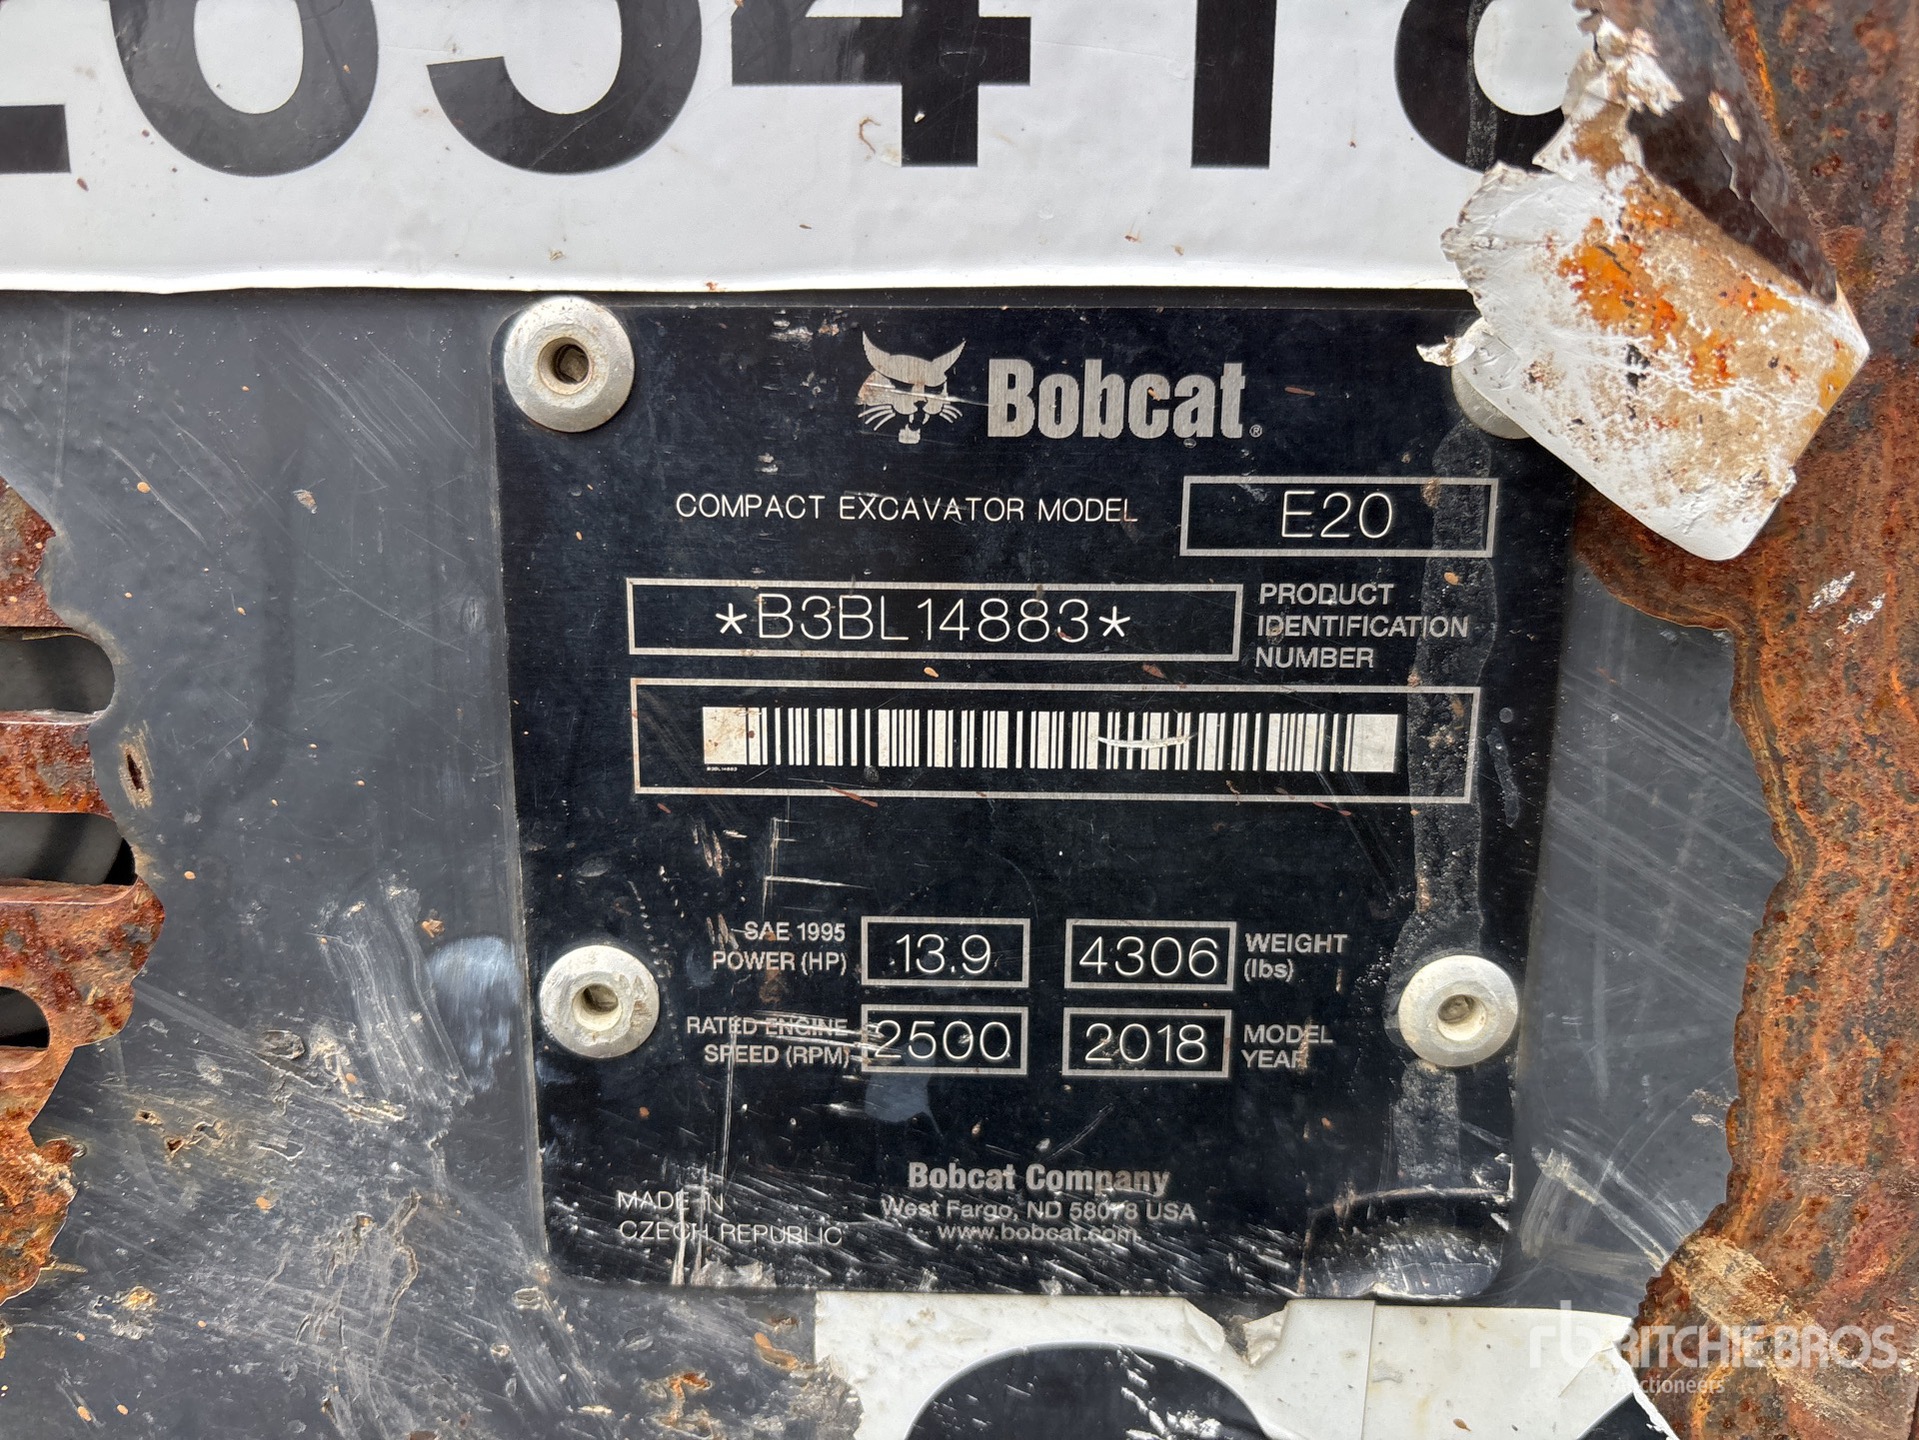 Bobcat®
COMPACT EXCAVATOR MODEL E20
*B3BL14883* PRODUCT IDENTIFICATION NUMBER
B3BL14883
SAE 1995 POWER (HP) 13.9 4306 WEIGHT (lbs)
RATED ENGINE SPEED (RPM) 2500 2018 MODEL YEAR
MADE IN
CZECH REPUBLIC
Bobcat Company
West Fargo, ND 58078 USA
www.bobcat.com
rb RITCHIE BROS.
Auctioneers